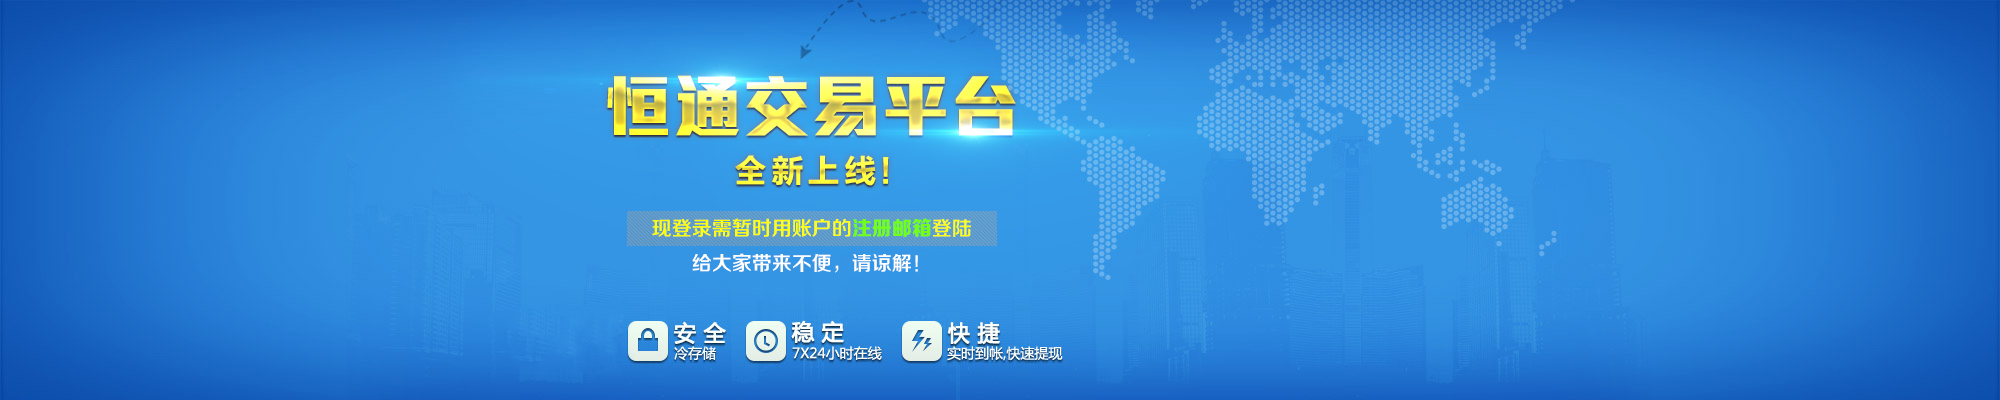 恒通交易平台
全新上线!
现登录需暂时用账户的注册邮箱登陆
给大家带来不便，请谅解!
安全
冷存储
稳定
7X24小时在线
快捷
实时到帐,快速提现